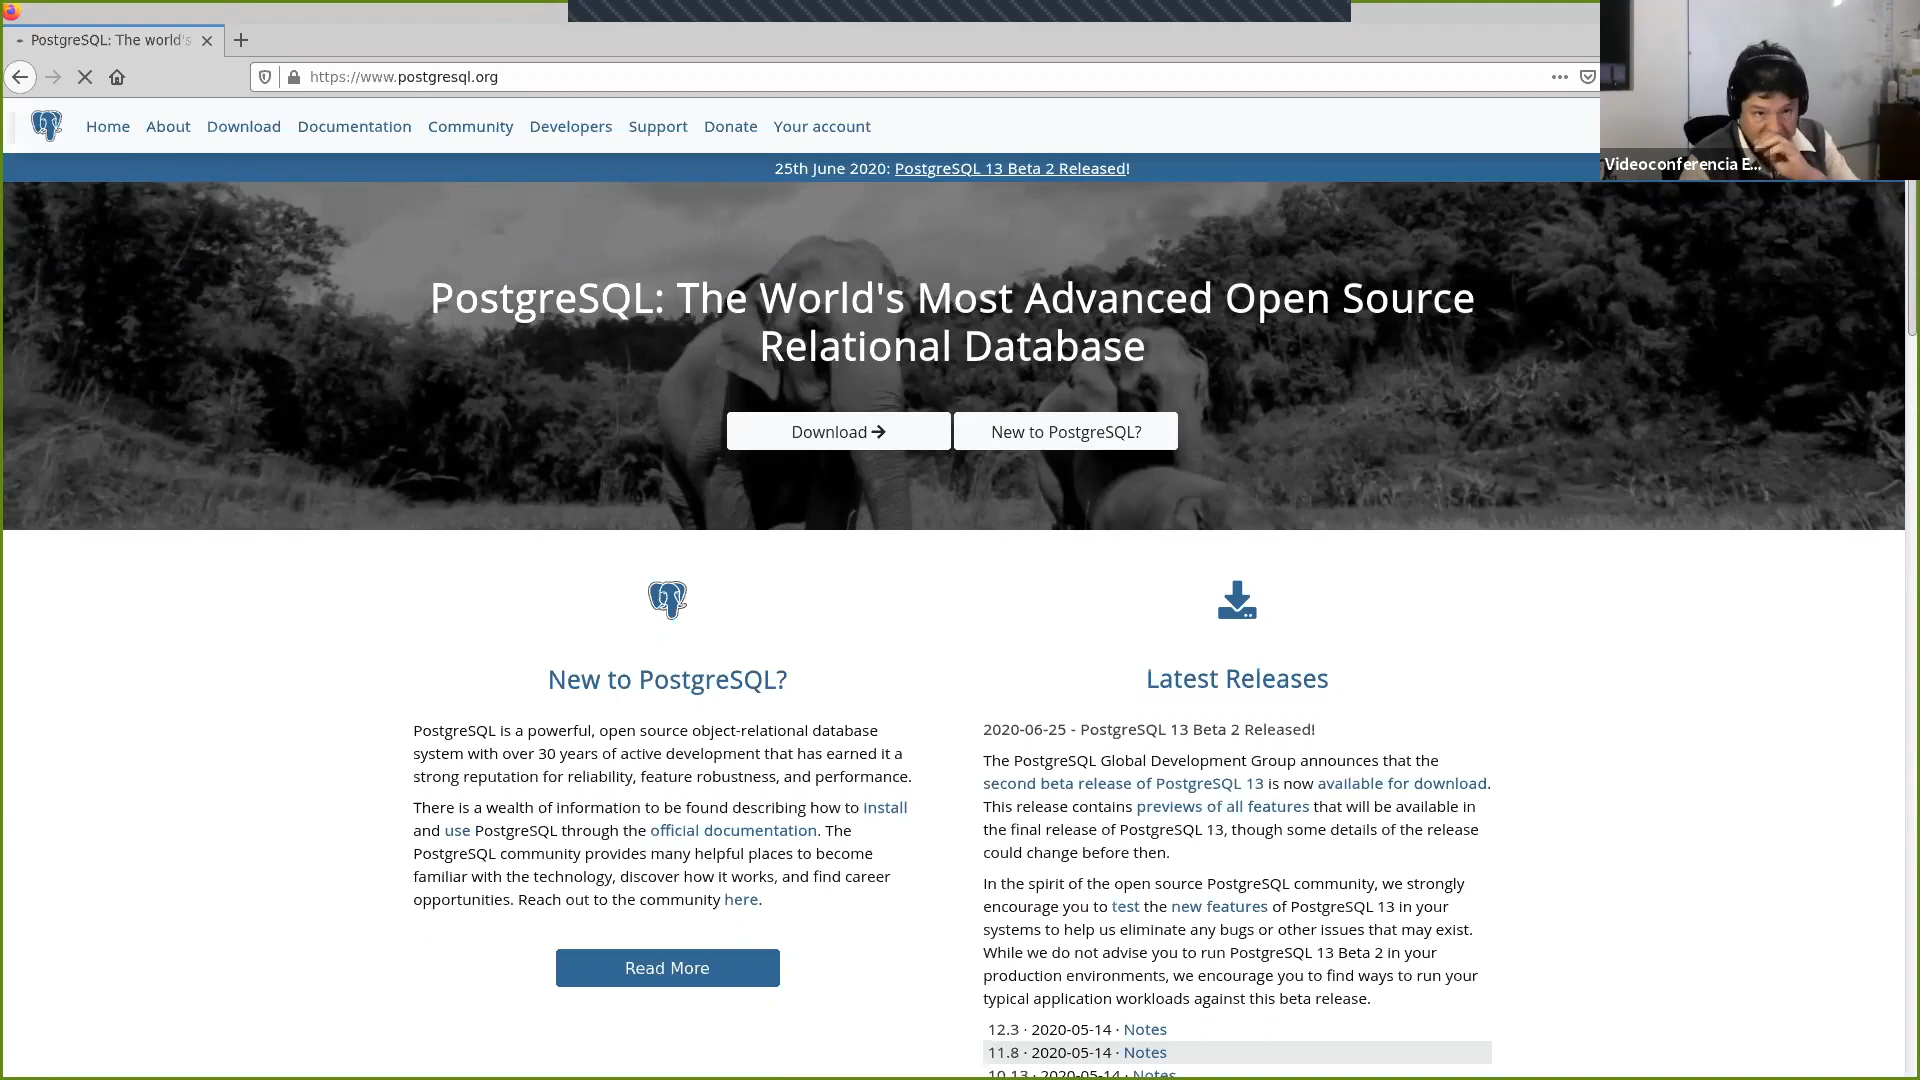 PostgreSQL: The world's
https://www.postgresql.org
Home About Download Documentation Community Developers Support Donate Your account
25th June 2020: PostgreSQL 13 Beta 2 Released!
Videoconferencia E...
PostgreSQL: The World's Most Advanced Open Source
Relational Database
Download
New to PostgreSQL?
New to PostgreSQL?
PostgreSQL is a powerful, open source object-relational database
system with over 30 years of active development that has earned it a
strong reputation for reliability, feature robustness, and performance.
There is a wealth of information to be found describing how to install
and use PostgreSQL through the official documentation. The
PostgreSQL community provides many helpful places to become
familiar with the technology, discover how it works, and find career
opportunities. Reach out to the community here.
Read More
Latest Releases
2020-06-25 - PostgreSQL 13 Beta 2 Released!
The PostgreSQL Global Development Group announces that the
second beta release of PostgreSQL 13 is now available for download.
This release contains previews of all features that will be available in
the final release of PostgreSQL 13, though some details of the release
could change before then.
In the spirit of the open source PostgreSQL community, we strongly
encourage you to test the new features of PostgreSQL 13 in your
systems to help us eliminate any bugs or other issues that may exist.
While we do not advise you to run PostgreSQL 13 Beta 2 in your
production environments, we encourage you to find ways to run your
typical application workloads against this beta release.
12.3 · 2020-05-14 · Notes
11.8 · 2020-05-14 · Notes
10.13 · 2020-05-14 · Notes